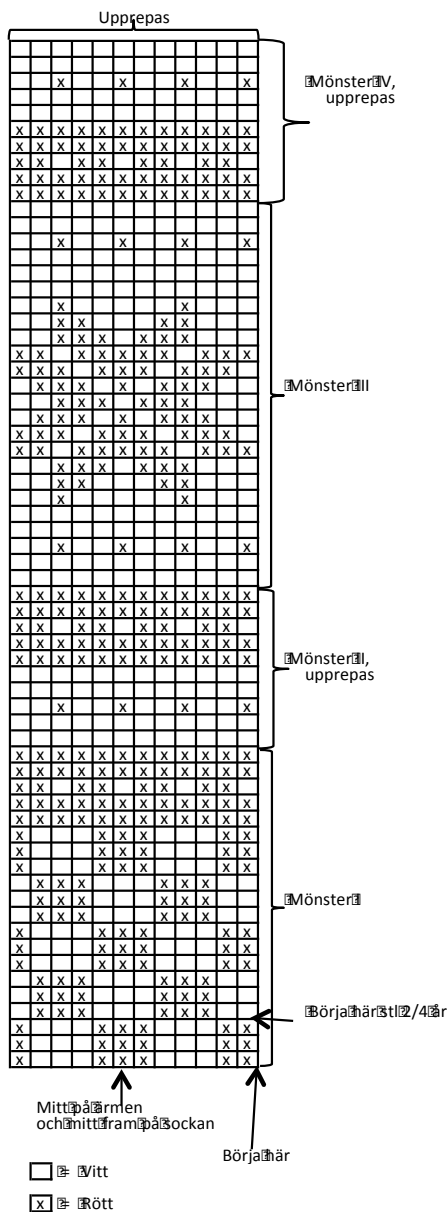 Upprepas
Mönster IV,
upprepas
Mönster III
Mönster II,
upprepas
Mönster I
Börja här stl 2/4 år
Mitt på ärmen
och mitt fram på sockan
Börja här
= Vitt
x = Rött